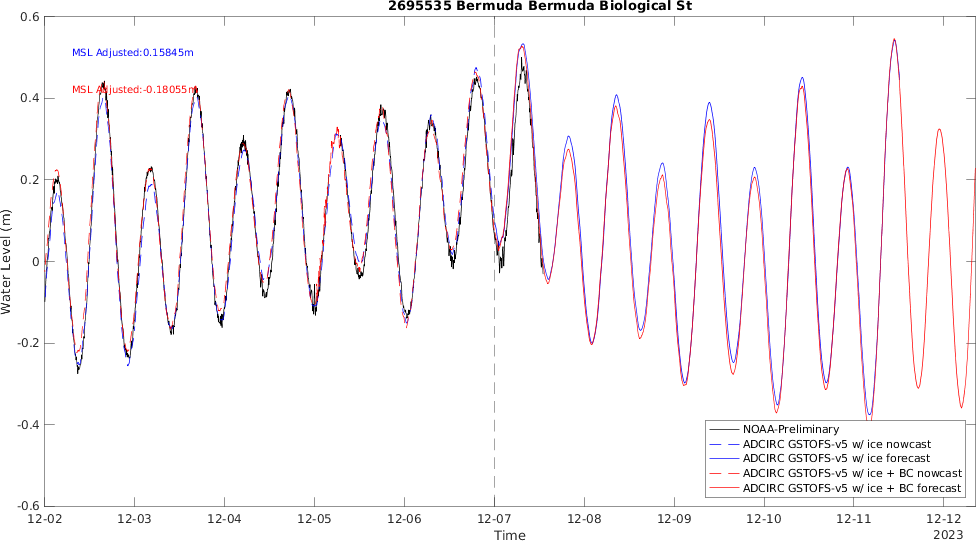 2695535 Bermuda Bermuda Biological St
MSL Adjusted:0.15845m
MSL Adjusted:-0.18055m
Water Level (m)
0.6
0.4
0.2
0
-0.2
-0.4
-0.6
NOAA-Preliminary
ADCIRC GSTOFS-v5 w/ ice nowcast
ADCIRC GSTOFS-v5 w/ ice forecast
ADCIRC GSTOFS-v5 w/ ice + BC nowcast
ADCIRC GSTOFS-v5 w/ ice + BC forecast
12-02 12-03 12-04 12-05 12-06 12-07 12-08 12-09 12-10 12-11 12-12
Time 2023